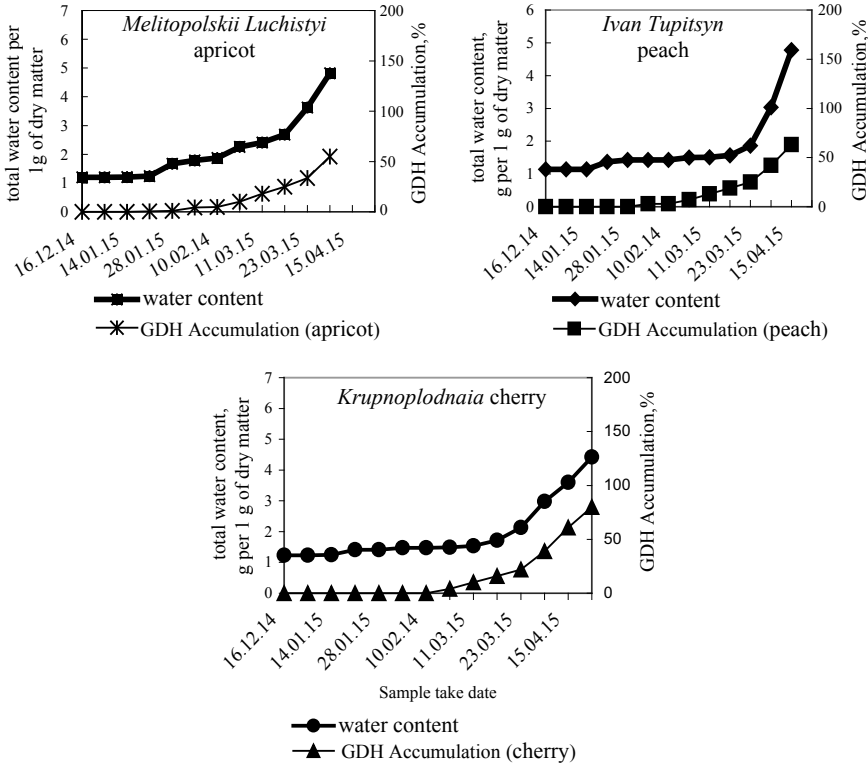 Melitopolskii Luchistyi
apricot
total water content per
1g of dry matter
7
6
5
4
3
2
1
0
200
150
100
50
0
GDH Accumulation,%
16.12.14
14.01.15
28.01.15
10.02.14
11.03.15
23.03.15
15.04.15
water content
GDH Accumulation (apricot)
Ivan Tupitsyn
peach
total water content,
g per 1 g of dry matter
6
5
4
3
2
1
0
200
150
100
50
0
GDH Accumulation,%
16.12.14
14.01.15
28.01.15
10.02.14
11.03.15
23.03.15
15.04.15
water content
GDH Accumulation (peach)
Krupnoplodnaia cherry
total water content,
g per 1 g of dry matter
7
6
5
4
3
2
1
0
200
150
100
50
0
GDH Accumulation,%
16.12.14
14.01.15
28.01.15
10.02.14
11.03.15
23.03.15
15.04.15
Sample take date
water content
GDH Accumulation (cherry)